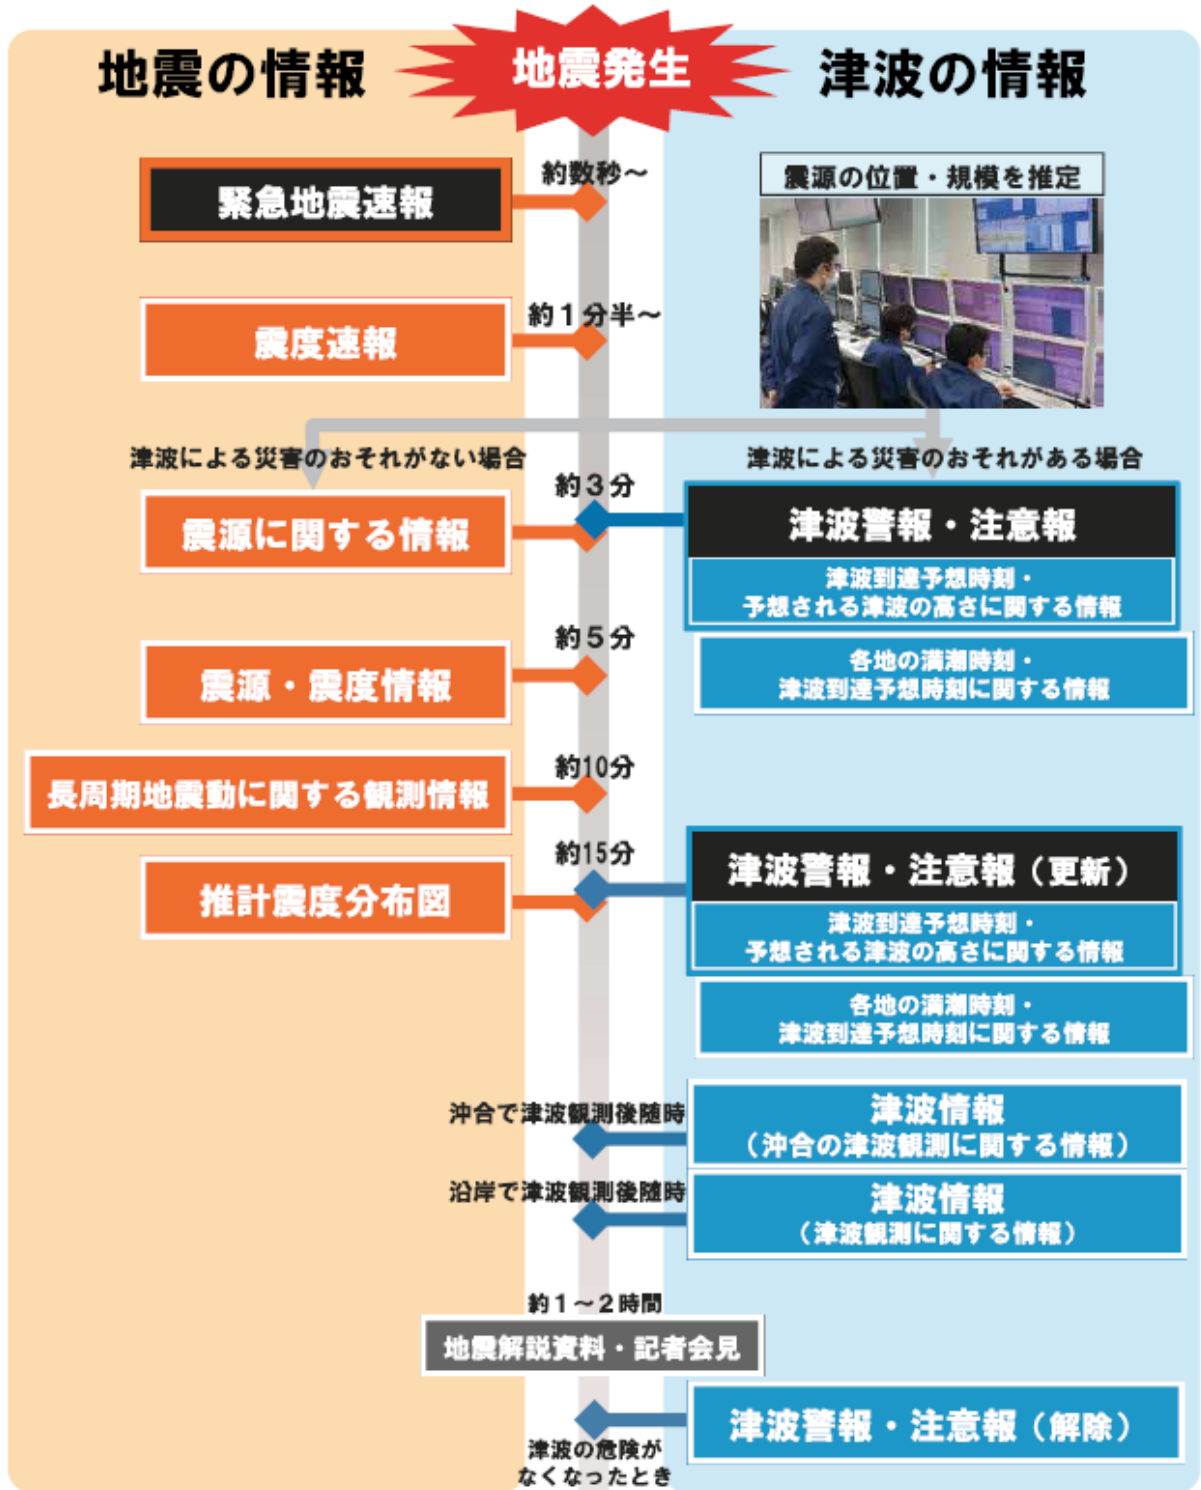 地震の情報
地震発生
津波の情報
約数秒～
緊急地震速報
震源の位置・規模を推定
約１分半～
震度速報
津波による災害のおそれがない場合
津波による災害のおそれがある場合
約３分
震源に関する情報
津波警報・注意報
津波到達予想時刻・
予想される津波の高さに関する情報
各地の満潮時刻・
津波到達予想時刻に関する情報
約５分
震源・震度情報
約10分
長周期地震動に関する観測情報
約15分
推計震度分布図
津波警報・注意報（更新）
津波到達予想時刻・
予想される津波の高さに関する情報
各地の満潮時刻・
津波到達予想時刻に関する情報
沖合で津波観測後随時
津波情報
（沖合の津波観測に関する情報）
沿岸で津波観測後随時
津波情報
（津波観測に関する情報）
約１～２時間
地震解説資料・記者会見
津波警報・注意報（解除）
津波の危険が
なくなったとき